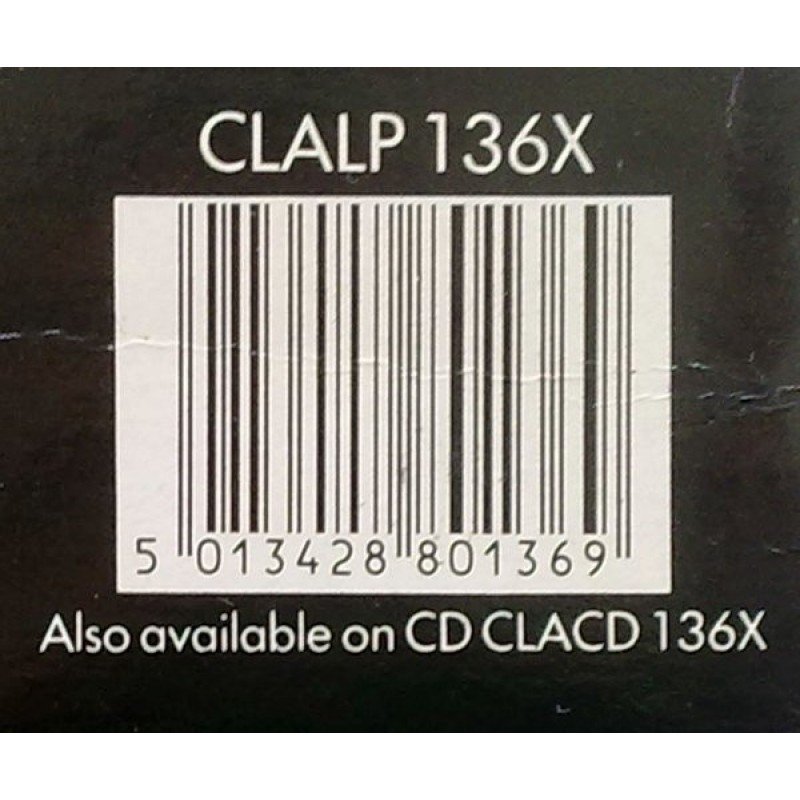 CLALP 136X
5 013428 801369
Also available on CD CLACD 136X